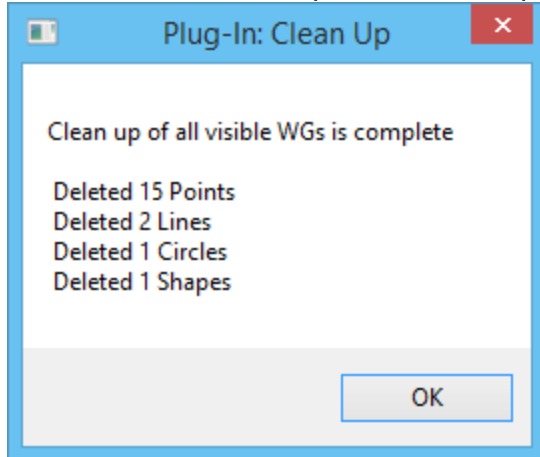 Plug-In: Clean Up
Clean up of all visible WGs is complete
Deleted 15 Points
Deleted 2 Lines
Deleted 1 Circles
Deleted 1 Shapes
OK